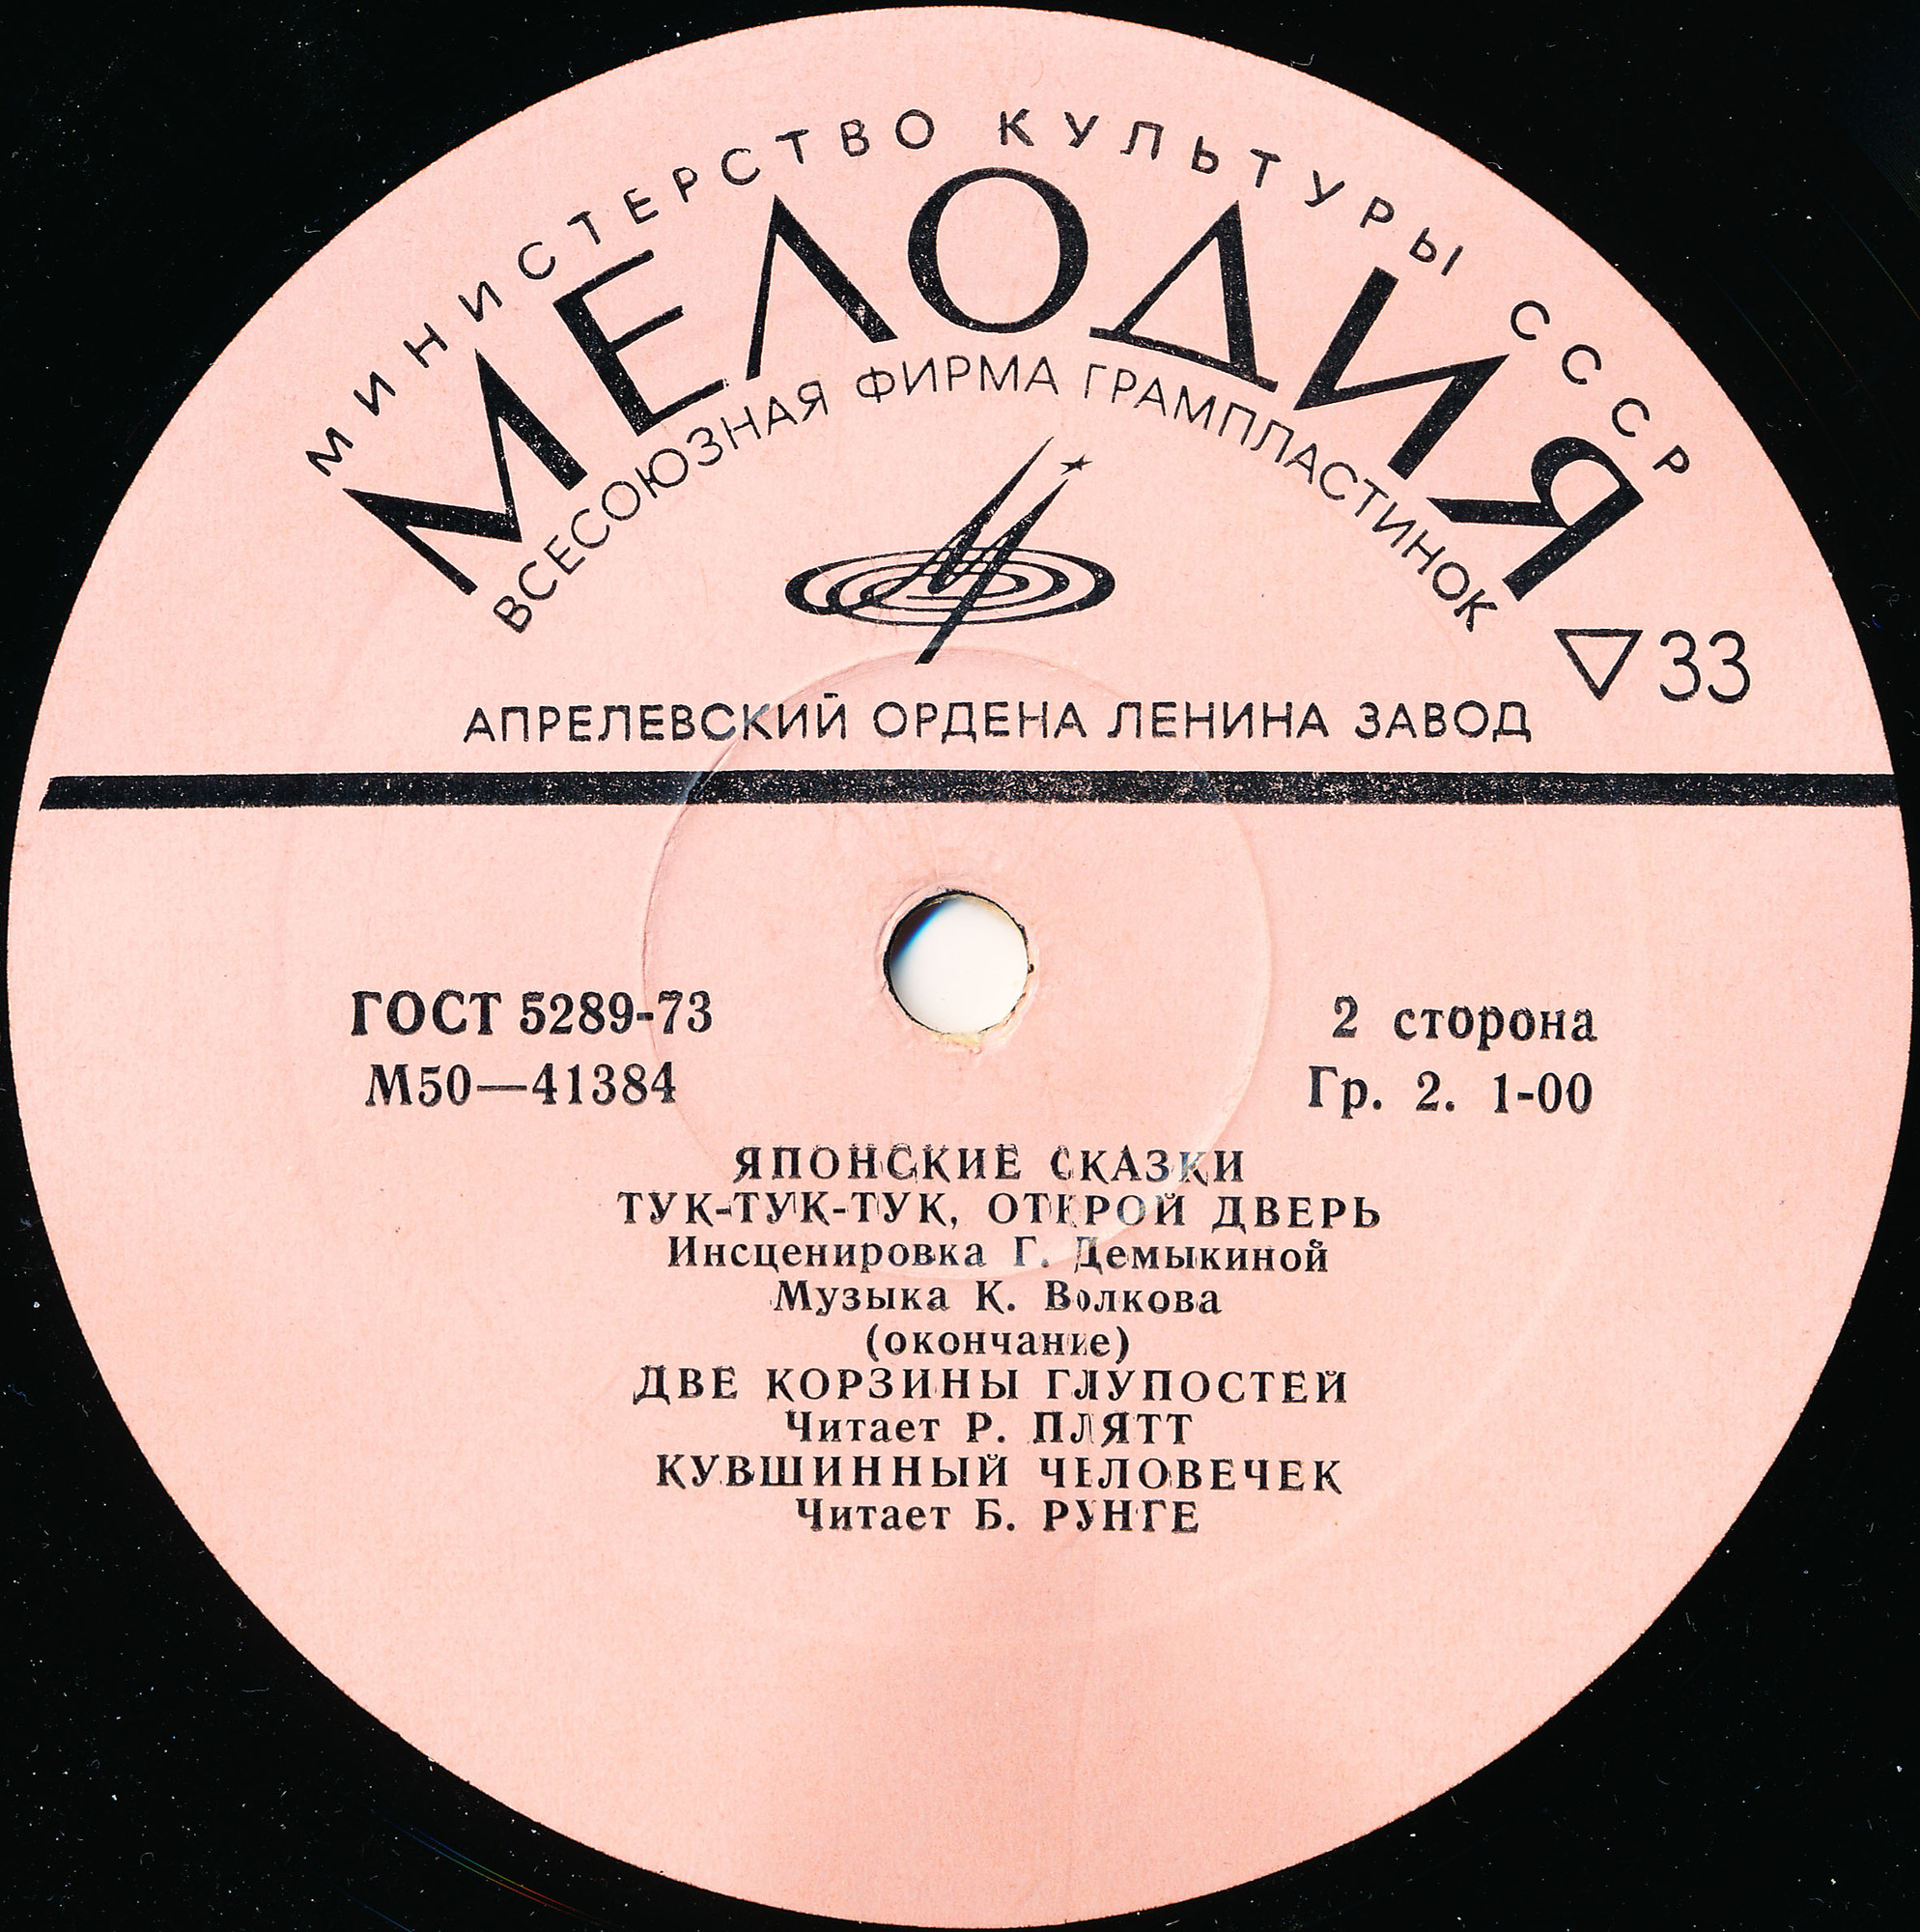 МИНИСТЕРСТВО КУЛЬТУРЫ СССР
МЕЛОДИЯ
ВСЕСОЮЗНАЯ ФИРМА ГРАМПЛАСТИНОК
33
АПРЕЛЕВСКИЙ ОРДЕНА ЛЕНИНА ЗАВОД
ГОСТ 5289-73
2 сторона
М50—41384
Гр. 2. 1-00
ЯПОНСКИЕ СКАЗКИ
ТУК-ТУК-ТУК, ОТКРОЙ ДВЕРЬ
Инсценировка Г. Демыкиной
Музыка К. Волкова
(окончание)
ДВЕ КОРЗИНЫ ГЛУПОСТЕЙ
Читает Р. ПЛЯТТ
КУВШИННЫЙ ЧЕЛОВЕЧЕК
Читает Б. РУНГЕ